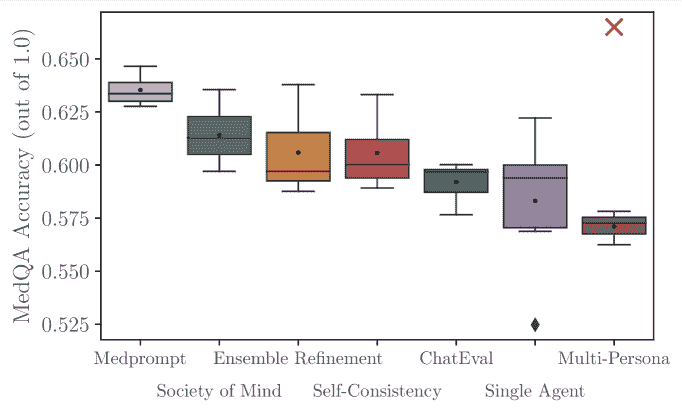 MedQA Accuracy (out of 1.0)
0.650
0.625
0.600
0.575
0.550
0.525
Medprompt
Ensemble Refinement
ChatEval
Multi-Persona
Society of Mind
Self-Consistency
Single Agent